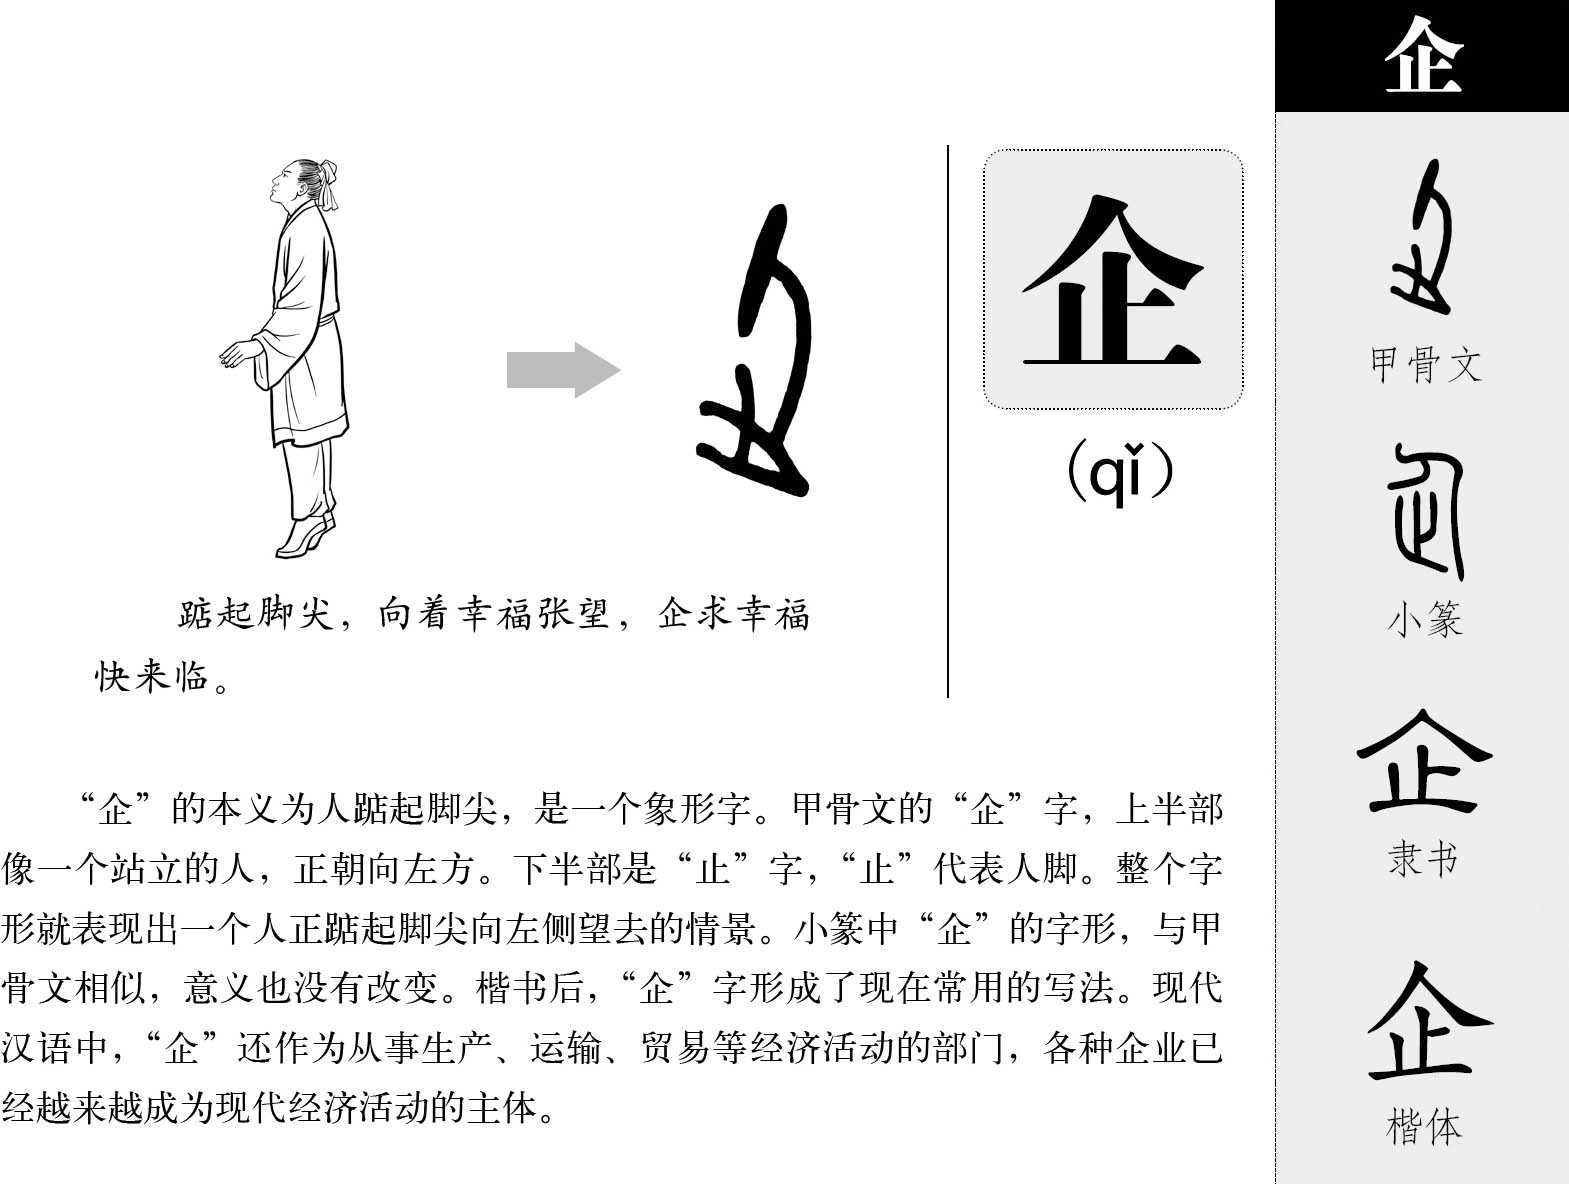 企
企
(qǐ)
踮起脚尖，向着幸福张望，企求幸福
快来临。
“企”的本义为人踮起脚尖，是一个象形字。甲骨文的“企”字，上半部
像一个站立的人，正朝向左方。下半部是“止”字，“止”代表人脚。整个字
形就表现出一个人正踮起脚尖向左侧望去的情景。小篆中“企”的字形，与甲
骨文相似，意义也没有改变。楷书后，“企”字形成了现在常用的写法。现代
汉语中，“企”还作为从事生产、运输、贸易等经济活动的部门，各种企业已
经越来越成为现代经济活动的主体。
甲骨文
小篆
企
隶书
企
楷体